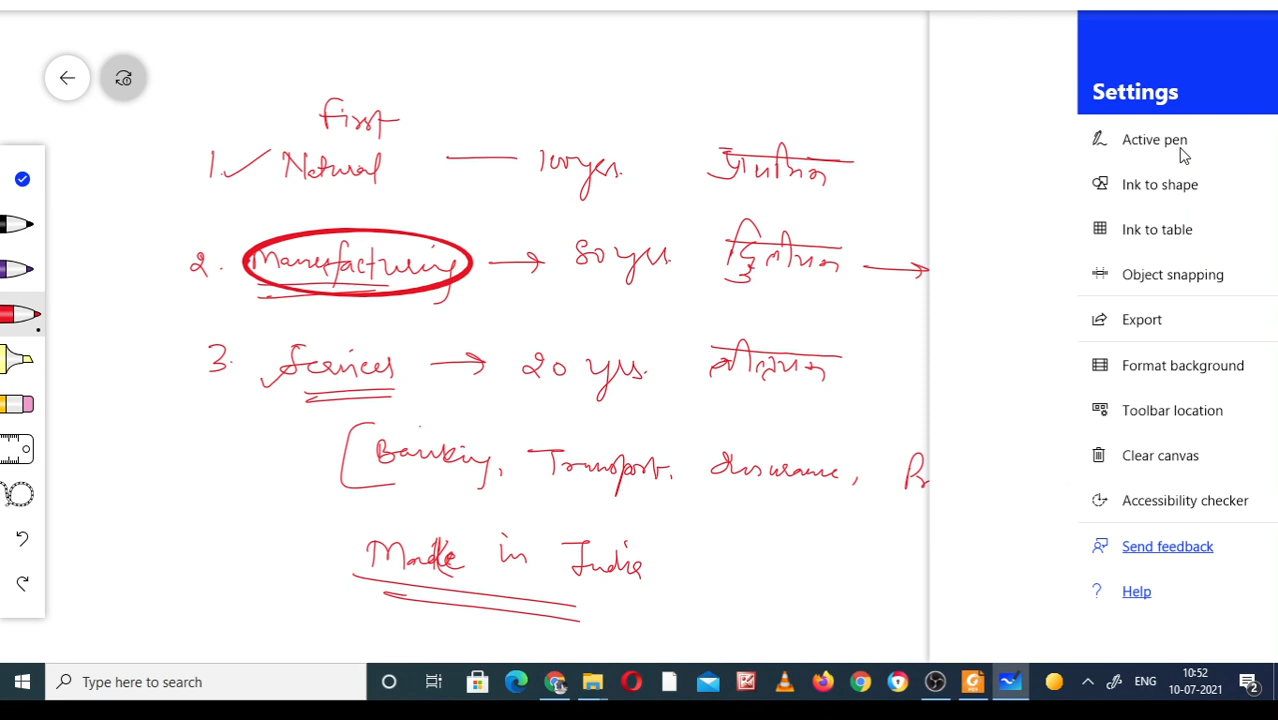 Settings
Active pen
Ink to shape
Ink to table
Object snapping
Export
Format background
Toolbar location
Clear canvas
Accessibility checker
Send feedback
Help
First
1. ✓ Natural — 100 yrs.
2. Manufacturing → 80 yrs. →
3. Services → 20 yrs.
[Banking, Transport, Insurance,
Make in India
Type here to search
ENG
10:52
10-07-2021
2